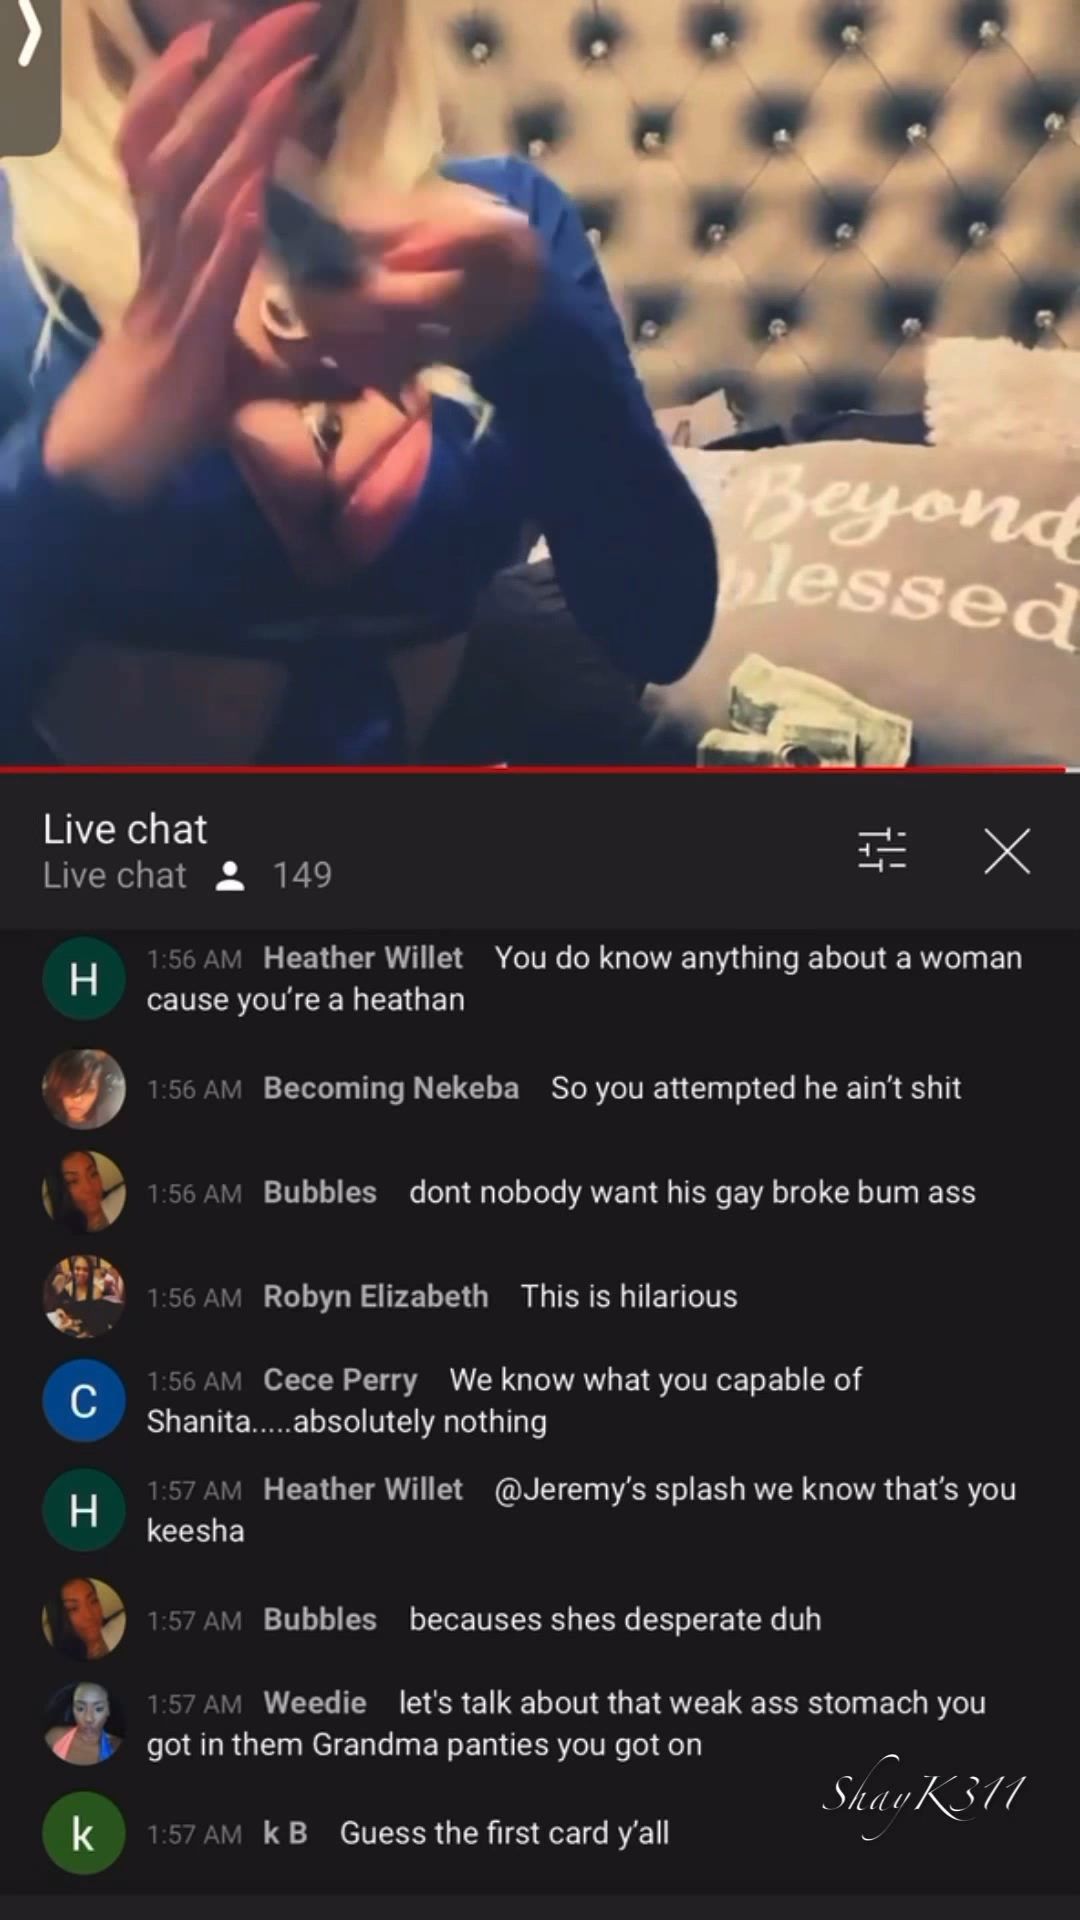 Beyond
blessed
Live chat
Live chat 149
H 1:56 AM Heather Willet You do know anything about a woman
cause you’re a heathan
1:56 AM Becoming Nekeba So you attempted he ain’t shit
1:56 AM Bubbles dont nobody want his gay broke bum ass
1:56 AM Robyn Elizabeth This is hilarious
C 1:56 AM Cece Perry We know what you capable of
Shanita.....absolutely nothing
H 1:57 AM Heather Willet @Jeremy’s splash we know that’s you
keesha
1:57 AM Bubbles becauses shes desperate duh
1:57 AM Weedie let's talk about that weak ass stomach you
got in them Grandma panties you got on
ShayK311
k 1:57 AM k B Guess the first card y’all